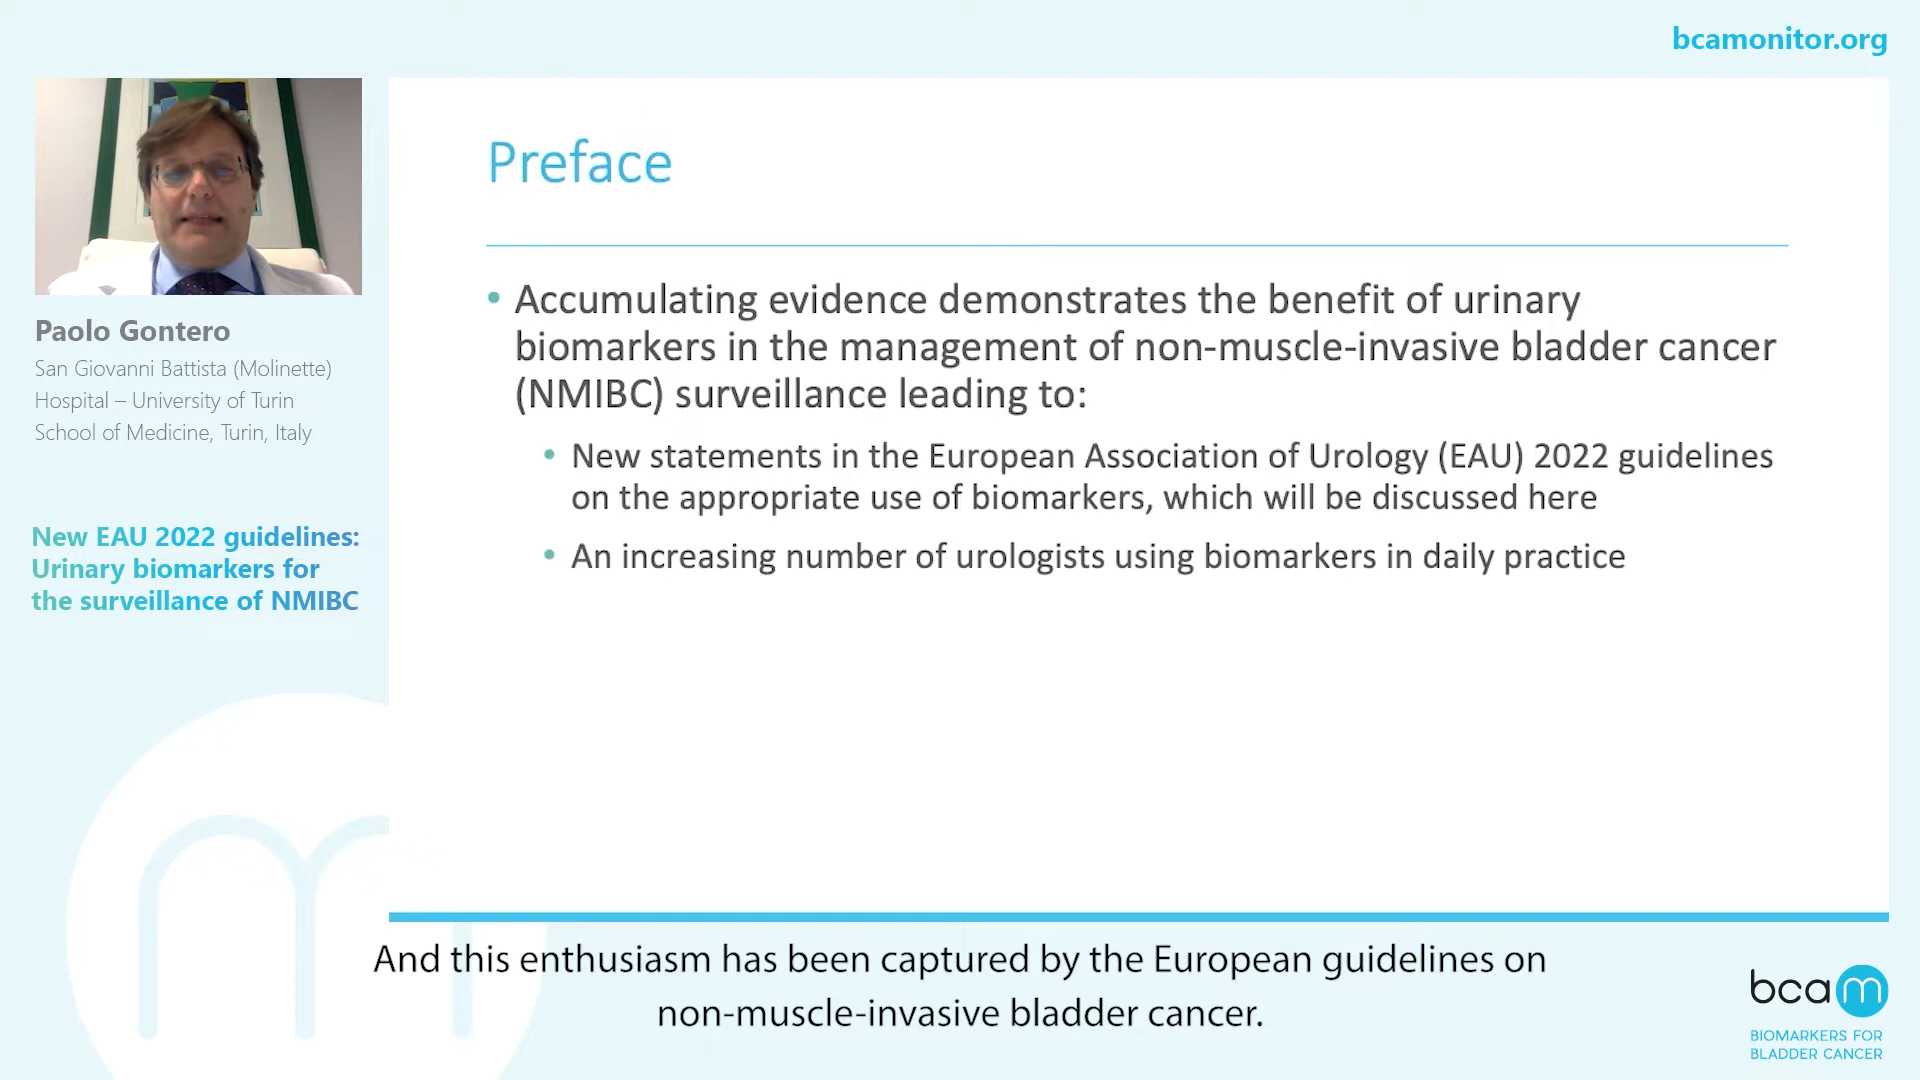 bcamonitor.org
Paolo Gontero
San Giovanni Battista (Molinette)
Hospital – University of Turin
School of Medicine, Turin, Italy
New EAU 2022 guidelines:
Urinary biomarkers for
the surveillance of NMIBC
Preface
• Accumulating evidence demonstrates the benefit of urinary
biomarkers in the management of non-muscle-invasive bladder cancer
(NMIBC) surveillance leading to:
• New statements in the European Association of Urology (EAU) 2022 guidelines
on the appropriate use of biomarkers, which will be discussed here
• An increasing number of urologists using biomarkers in daily practice
And this enthusiasm has been captured by the European guidelines on
non-muscle-invasive bladder cancer.
bcam
BIOMARKERS FOR
BLADDER CANCER